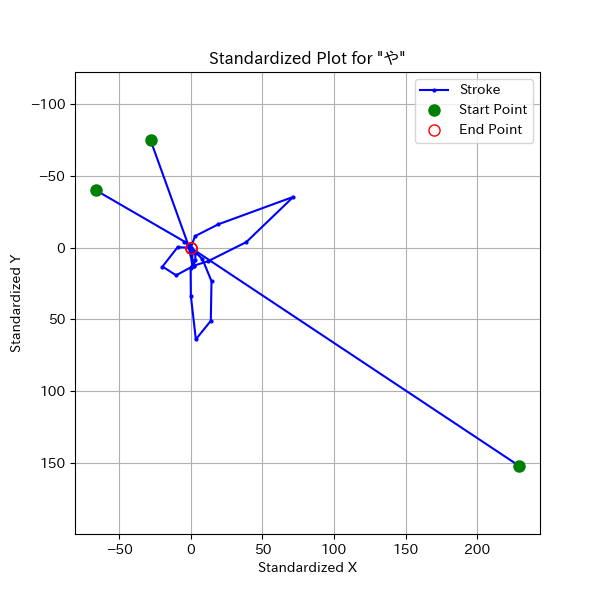 Standardized Plot for "や"
Stroke
Start Point
End Point
Standardized Y
−100
−50
0
50
100
150
−50
0
50
100
150
200
Standardized X